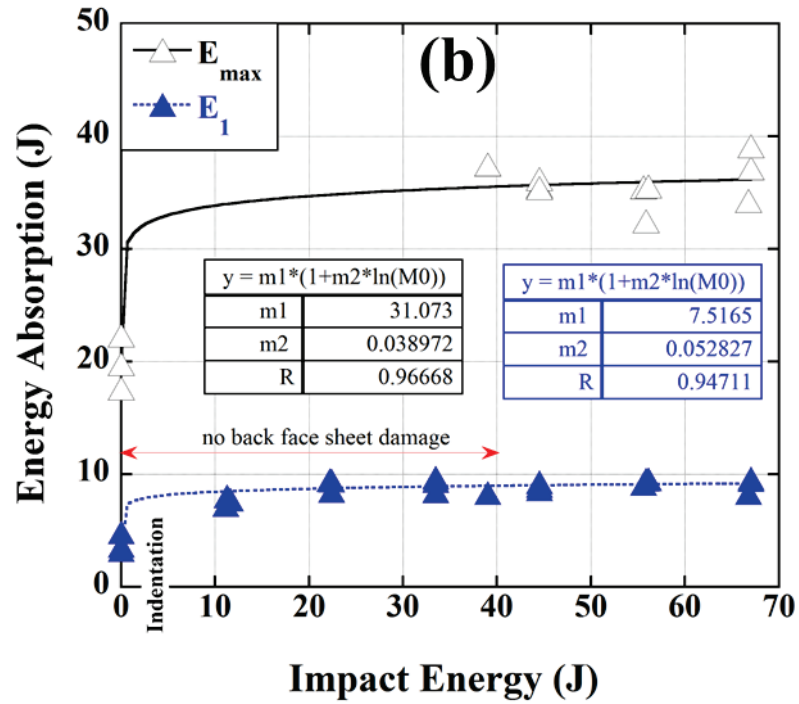 (b)
E_max
E_1
50
40
30
20
10
0
Energy Absorption (J)
y = m1*(1+m2*ln(M0))
m1 31.073
m2 0.038972
R 0.96668
y = m1*(1+m2*ln(M0))
m1 7.5165
m2 0.052827
R 0.94711
no back face sheet damage
Indentation
0 10 20 30 40 50 60 70
Impact Energy (J)